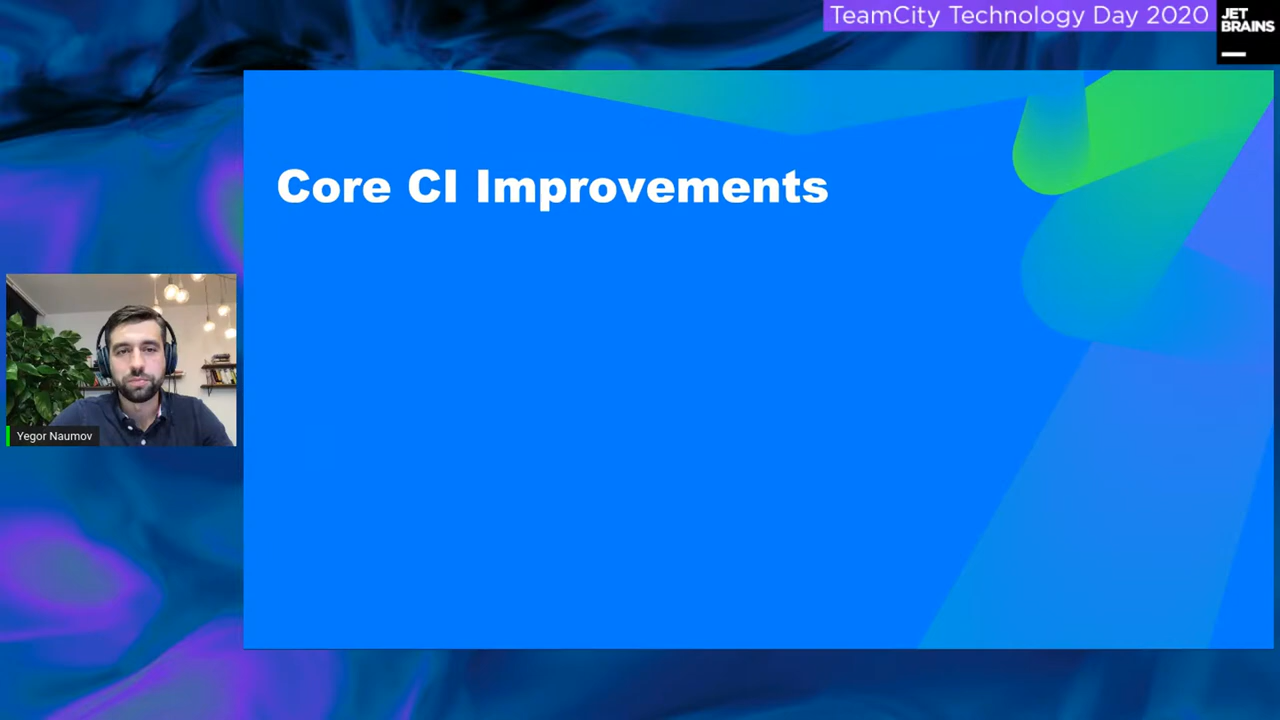 TeamCity Technology Day 2020
JET
BRAINS
Core CI Improvements
Yegor Naumov